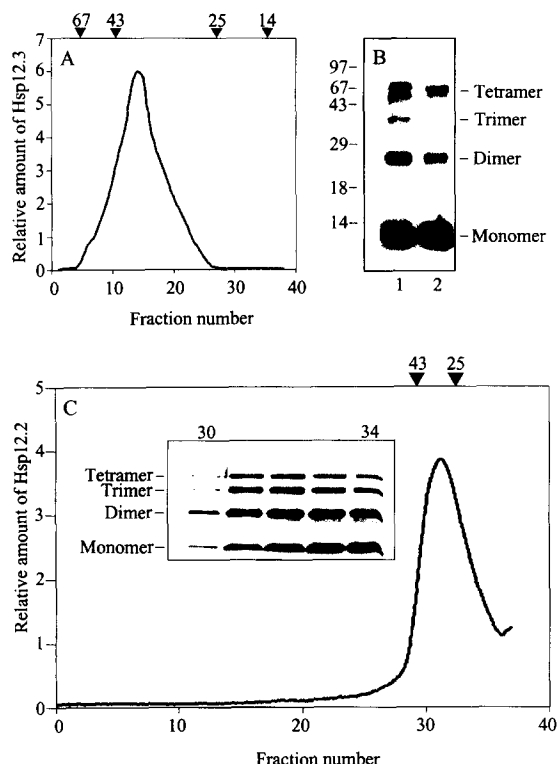 67 43 25 14
A
7
6
5
4
3
2
1
0
Relative amount of Hsp12.3
0 10 20 30 40
Fraction number
B
97-
67-
43-
29-
18-
14-
- Tetramer
- Trimer
- Dimer
- Monomer
1 2
43 25
C
5
4
3
2
1
0
Relative amount of Hsp12.2
30 34
Tetramer-
Trimer-
Dimer-
Monomer-
0 10 20 30 40
Fraction number